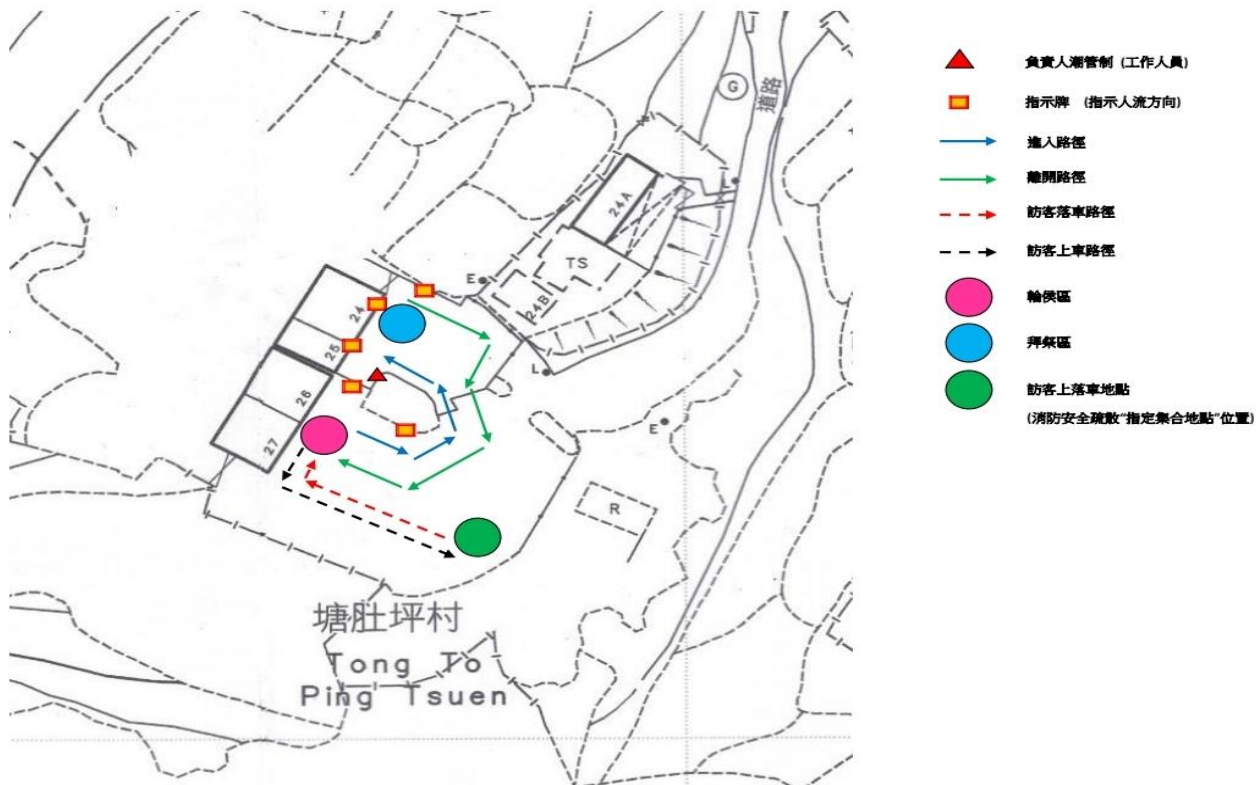 G
道路
24A
TS
24B
E
L
24
25
26
27
L
E
R
塘肚坪村
Tong To
Ping Tsuen
負責人潮管制 (工作人員)
指示牌 (指示人流方向)
進入路徑
離開路徑
訪客落車路徑
訪客上車路徑
輪侯區
拜祭區
訪客上落車地點
(消防安全疏散"指定集合地點"位置)